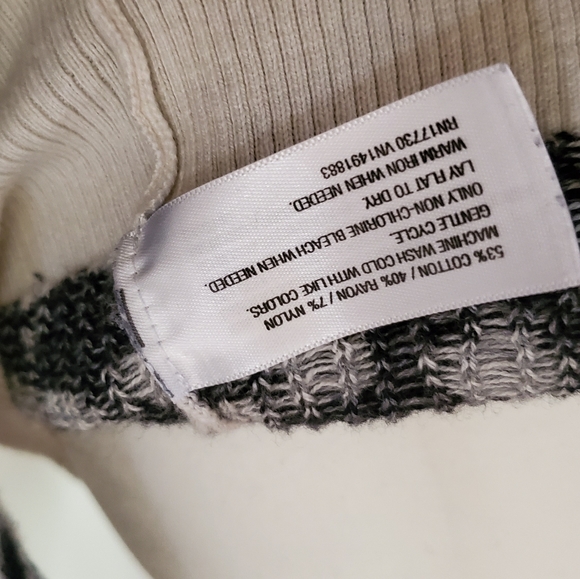 53% COTTON / 40% RAYON / 7% NYLON
MACHINE WASH COLD WITH LIKE COLORS.
GENTLE CYCLE.
ONLY NON-CHLORINE BLEACH WHEN NEEDED.
LAY FLAT TO DRY.
WARM IRON WHEN NEEDED.
RN17730 VN1491883